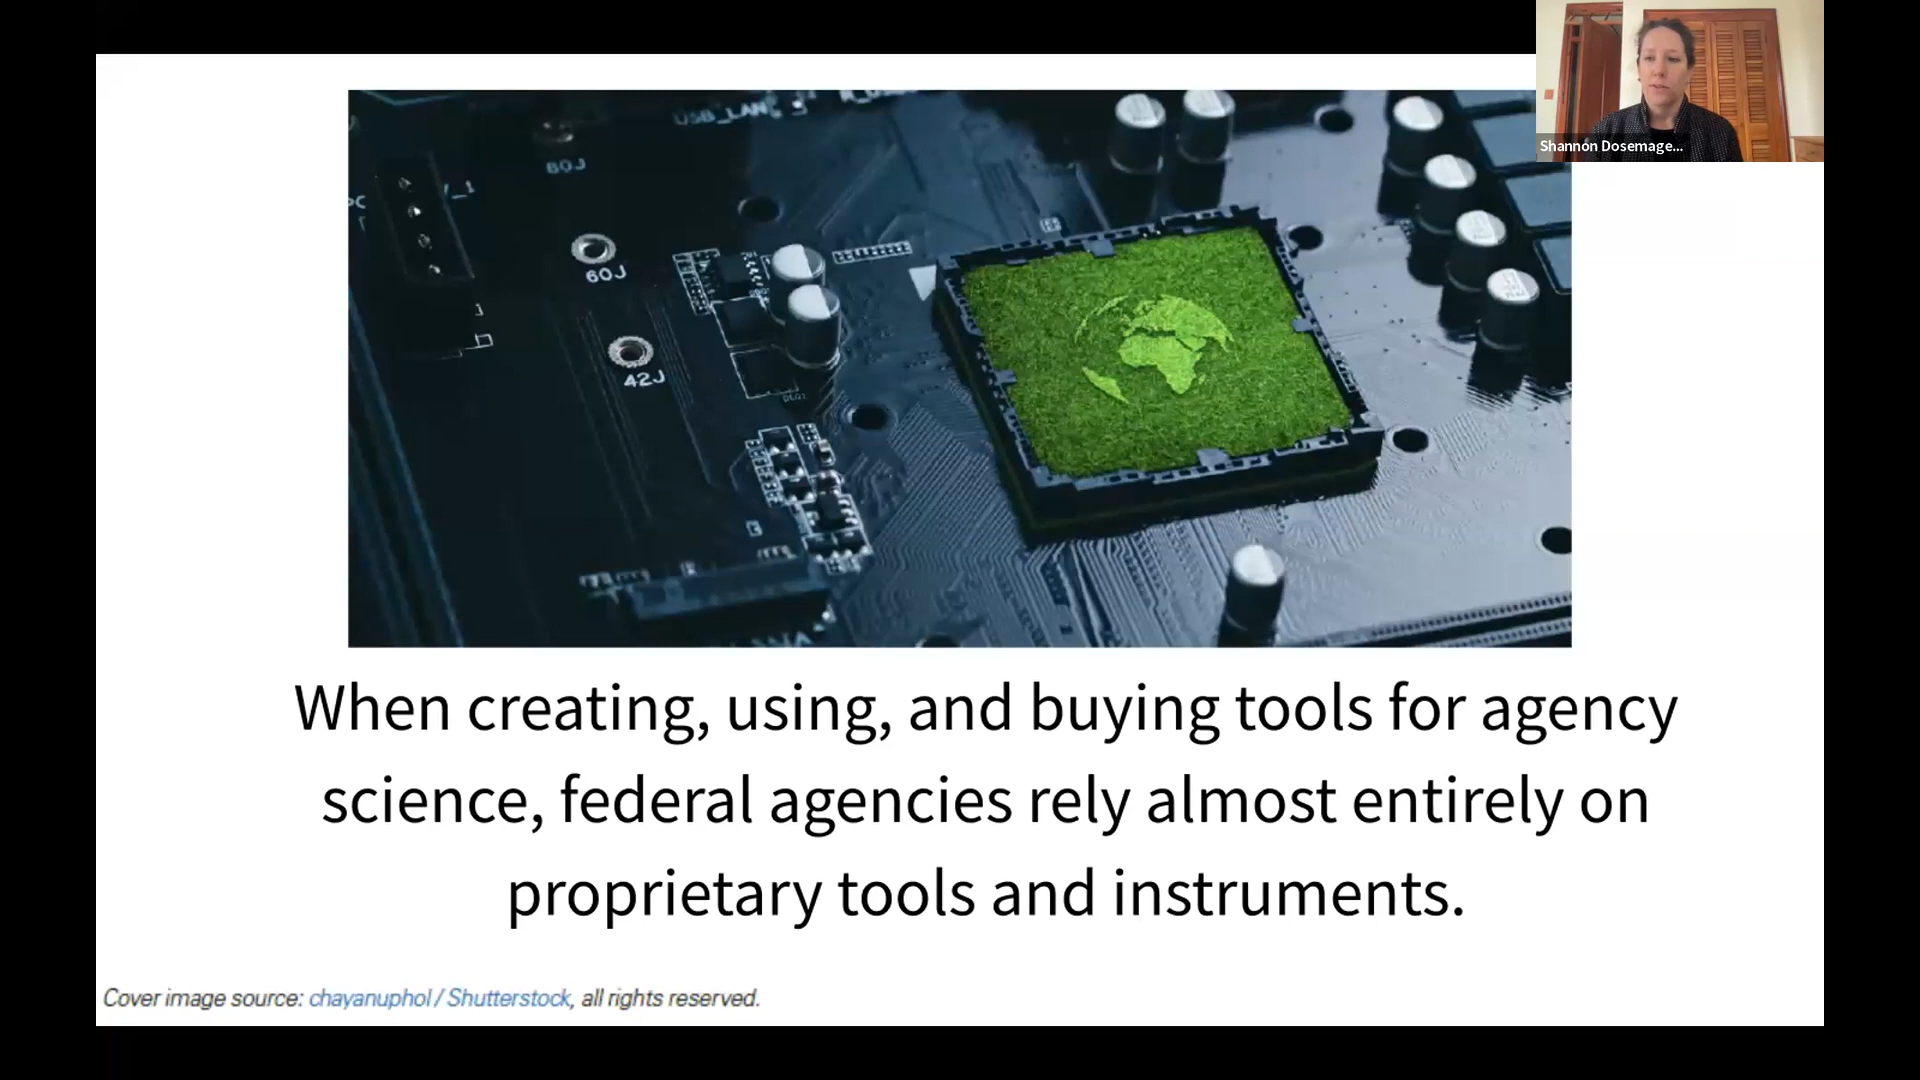 Shannon Dosemage...
USB_LAN
60J
60J
42J
When creating, using, and buying tools for agency
science, federal agencies rely almost entirely on
proprietary tools and instruments.
Cover image source: chayanuphol / Shutterstock, all rights reserved.